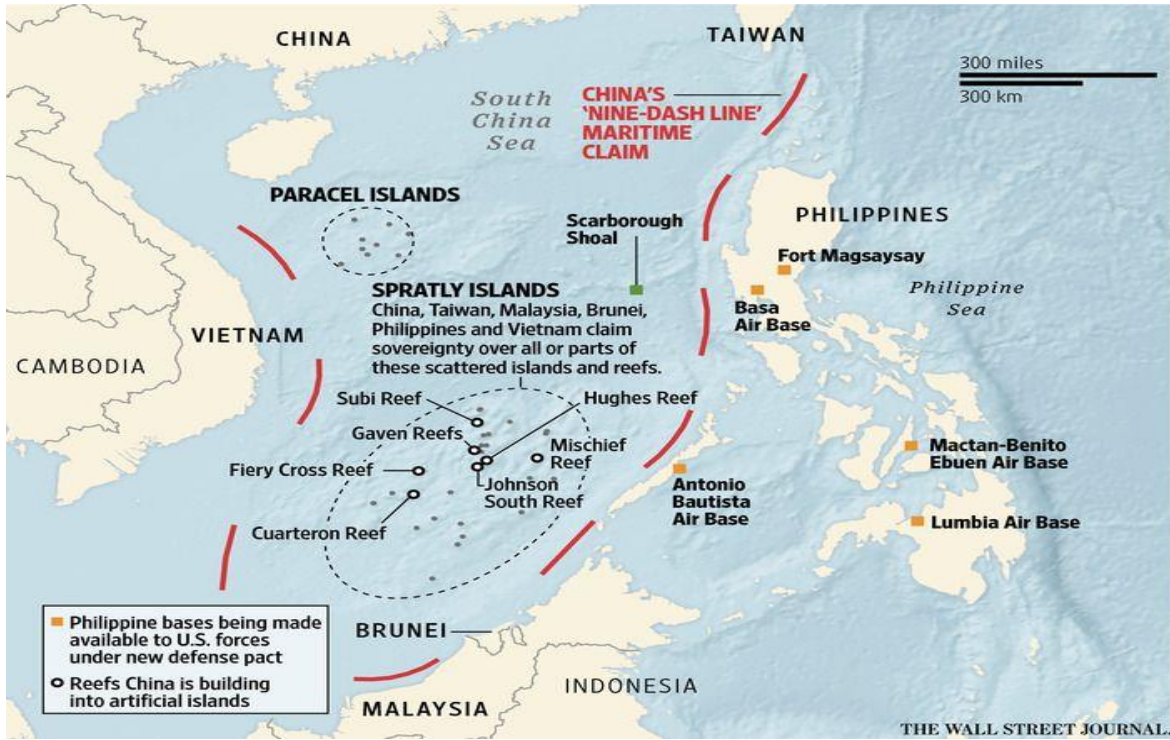 CHINA
TAIWAN
300 miles
300 km
South
China
Sea
CHINA'S
'NINE-DASH LINE'
MARITIME
CLAIM
PARACEL ISLANDS
Scarborough
Shoal
PHILIPPINES
Fort Magsaysay
Philippine
Sea
Basa
Air Base
SPRATLY ISLANDS
China, Taiwan, Malaysia, Brunei,
Philippines and Vietnam claim
sovereignty over all or parts of
these scattered islands and reefs.
VIETNAM
CAMBODIA
Subi Reef
Hughes Reef
Gaven Reefs
Mischief
Reef
Fiery Cross Reef
Johnson
South Reef
Cuarteron Reef
Antonio
Bautista
Air Base
Mactan-Benito
Ebuen Air Base
Lumbia Air Base
Philippine bases being made
available to U.S. forces
under new defense pact
Reefs China is building
into artificial islands
BRUNEI
MALAYSIA
INDONESIA
THE WALL STREET JOURNAL.